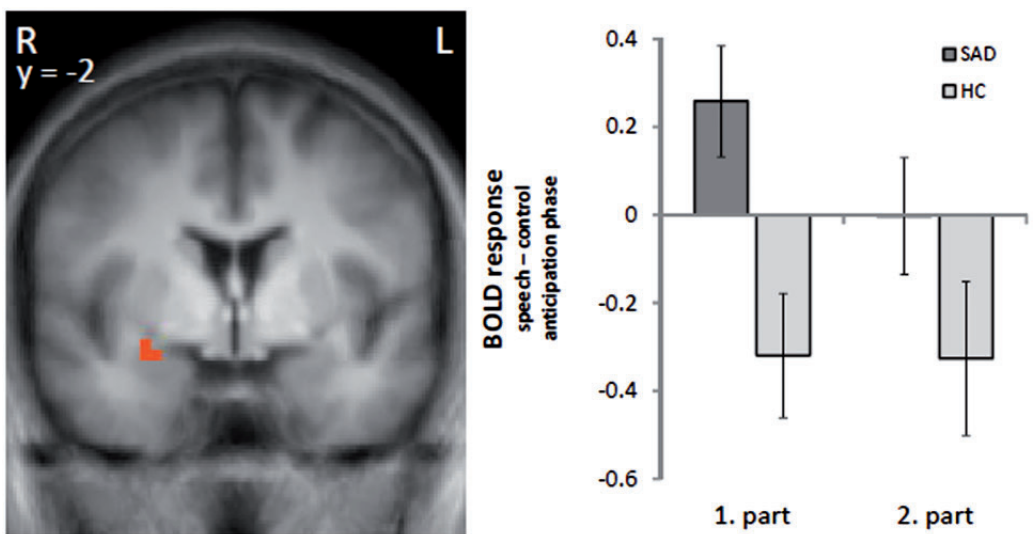 R
L
y = -2
BOLD response
speech – control
anticipation phase
0.4
0.2
0
-0.2
-0.4
-0.6
SAD
HC
1. part
2. part